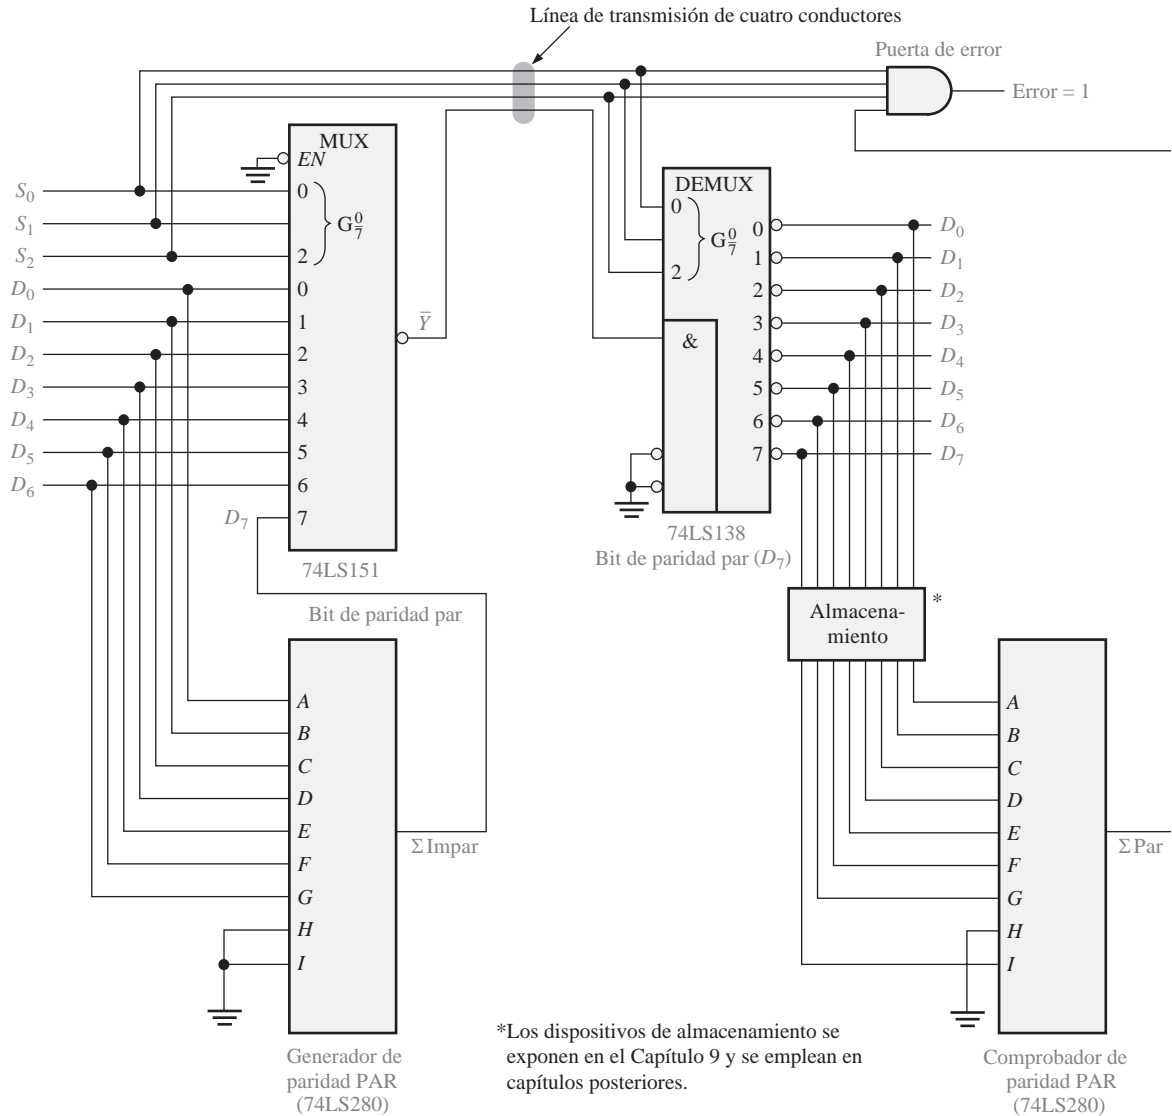 Línea de transmisión de cuatro conductores
Puerta de error
Error = 1
MUX
EN
S0
S1
S2
D0
D1
D2
D3
D4
D5
D6
D7
0
2
G 0/7
0
1
2
3
4
5
6
7
Y̅
74LS151
Bit de paridad par
DEMUX
0
2
G 0/7
&
0
1
2
3
4
5
6
7
D0
D1
D2
D3
D4
D5
D6
D7
74LS138
Bit de paridad par (D7)
Almacena-
miento
*
A
B
C
D
E
F
G
H
I
Σ Impar
Generador de
paridad PAR
(74LS280)
A
B
C
D
E
F
G
H
I
Σ Par
Comprobador de
paridad PAR
(74LS280)
*Los dispositivos de almacenamiento se
exponen en el Capítulo 9 y se emplean en
capítulos posteriores.